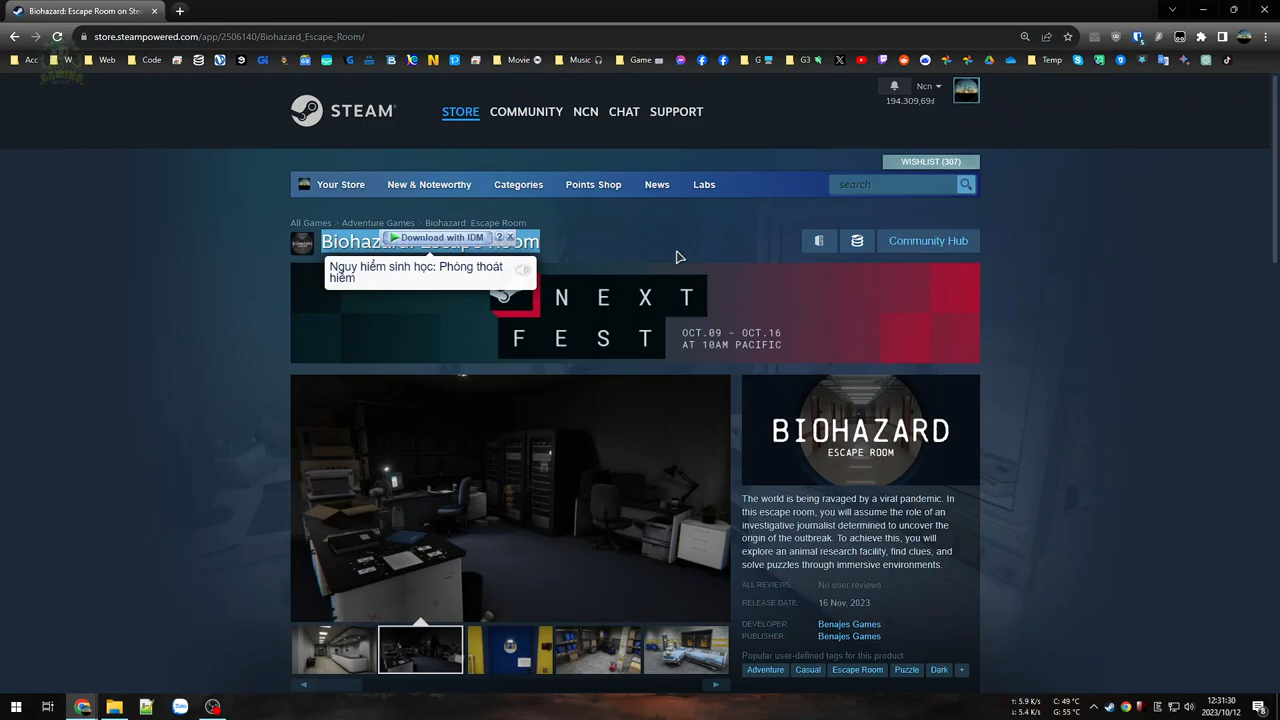 Biohazard: Escape Room on Ste
store.steampowered.com/app/2506140/Biohazard_Escape_Room/
Acc
Web
Code
Movie
Music
Game
G3
Temp
GAMING
STEAM
STORE COMMUNITY NCN CHAT SUPPORT
Ncn
194.309,69₫
WISHLIST (307)
Your Store New & Noteworthy Categories Points Shop News Labs
search
All Games > Adventure Games > Biohazard: Escape Room
Biohazard: Escape Room
Download with IDM ? X
Community Hub
Nguy hiểm sinh học: Phòng thoát
hiểm
NEXT
FEST
OCT.09 - OCT.16
AT 10AM PACIFIC
BIOHAZARD
ESCAPE ROOM
The world is being ravaged by a viral pandemic. In
this escape room, you will assume the role of an
investigative journalist determined to uncover the
origin of the outbreak. To achieve this, you will
explore an animal research facility, find clues, and
solve puzzles through immersive environments.
ALL REVIEWS: No user reviews
RELEASE DATE: 16 Nov, 2023
DEVELOPER: Benajes Games
PUBLISHER: Benajes Games
Popular user-defined tags for this product:
Adventure Casual Escape Room Puzzle Dark +
t: 5.9 K/s
t: 5.4 K/s
C: 49 °C
G: 55 °C
12:31:30
2023/10/12
8